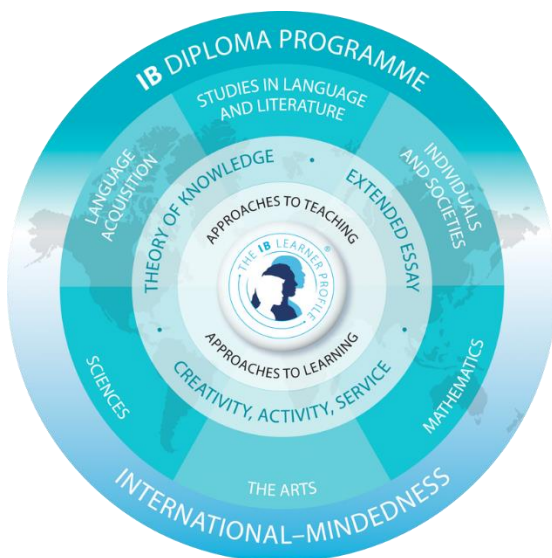 IB DIPLOMA PROGRAMME
STUDIES IN LANGUAGE
AND LITERATURE
LANGUAGE
ACQUISITION
INDIVIDUALS
AND SOCIETIES
THEORY OF KNOWLEDGE
•
EXTENDED ESSAY
•
APPROACHES TO TEACHING
THE IB LEARNER PROFILE
®
APPROACHES TO LEARNING
•
CREATIVITY, ACTIVITY, SERVICE
SCIENCES
MATHEMATICS
THE ARTS
INTERNATIONAL–MINDEDNESS